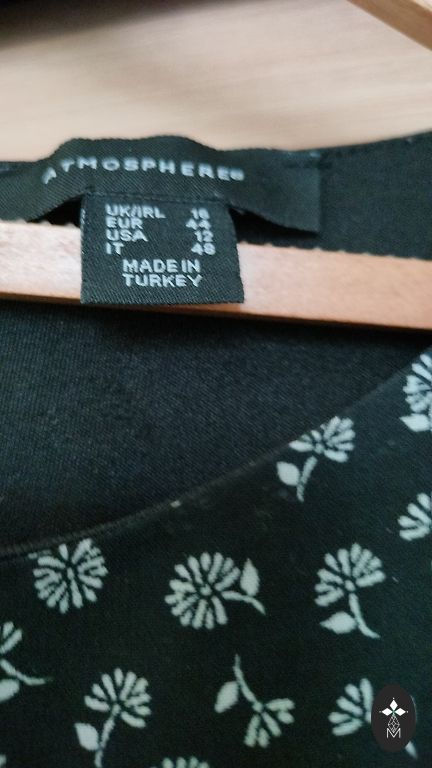 ATMOSPHERE®
UK/IRL 16
EUR 44
USA 12
IT 48
MADE IN
TURKEY
M